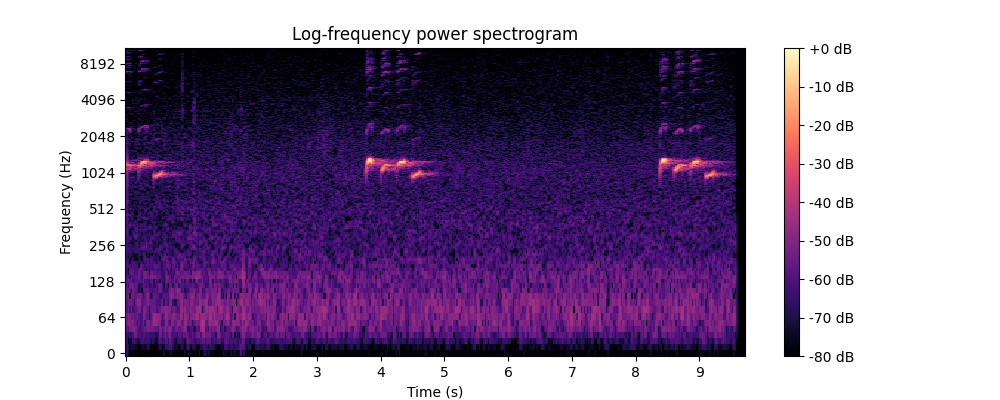 Log-frequency power spectrogram
Frequency (Hz)
8192
4096
2048
1024
512
256
128
64
0
0 1 2 3 4 5 6 7 8 9
Time (s)
+0 dB
-10 dB
-20 dB
-30 dB
-40 dB
-50 dB
-60 dB
-70 dB
-80 dB